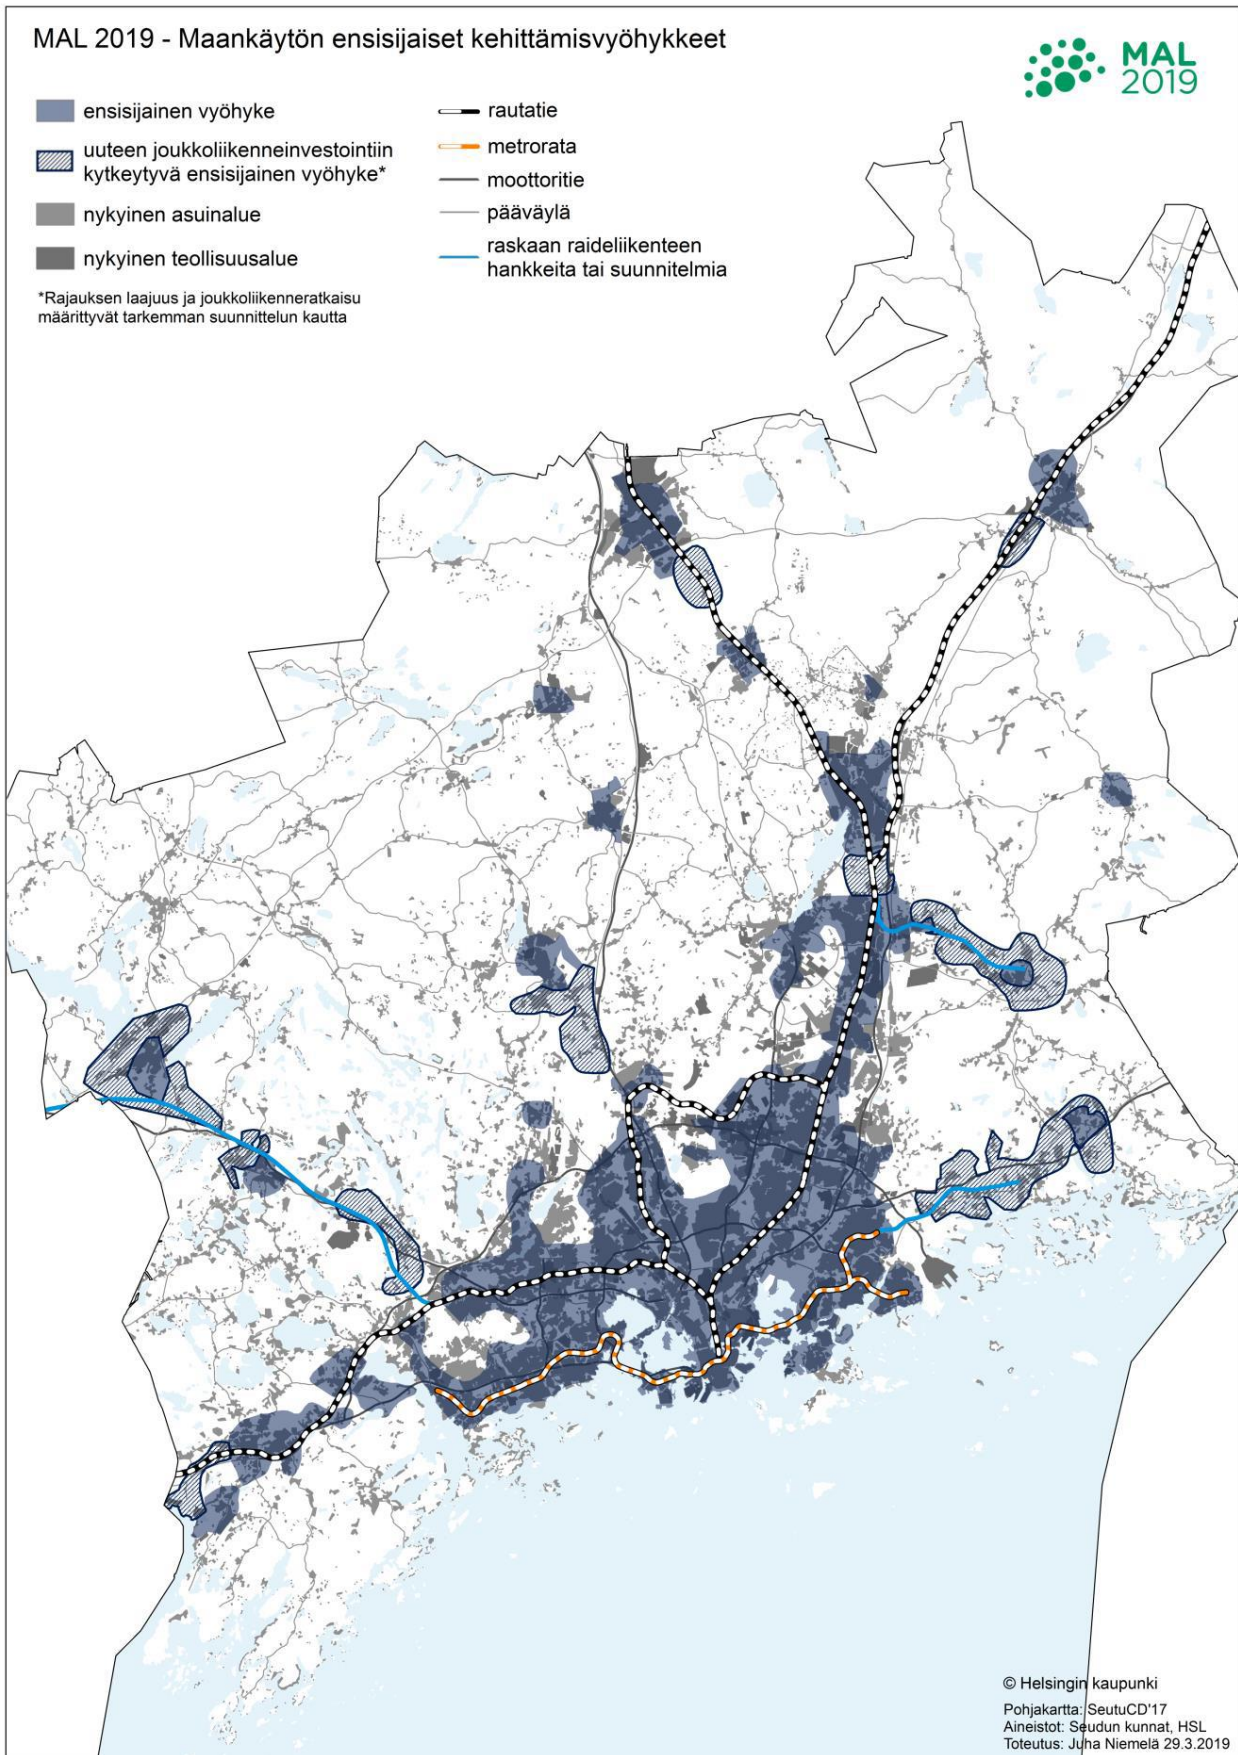 MAL 2019 - Maankäytön ensisijaiset kehittämisvyöhykkeet
MAL
2019
ensisijainen vyöhyke
uuteen joukkoliikenneinvestointiin
kytkeytyvä ensisijainen vyöhyke*
nykyinen asuinalue
nykyinen teollisuusalue
*Rajauksen laajuus ja joukkoliikenneratkaisu
määrittyvät tarkemman suunnittelun kautta
rautatie
metrorata
moottoritie
pääväylä
raskaan raideliikenteen
hankkeita tai suunnitelmia
© Helsingin kaupunki
Pohjakartta: SeutuCD'17
Aineistot: Seudun kunnat, HSL
Toteutus: Juha Niemelä 29.3.2019